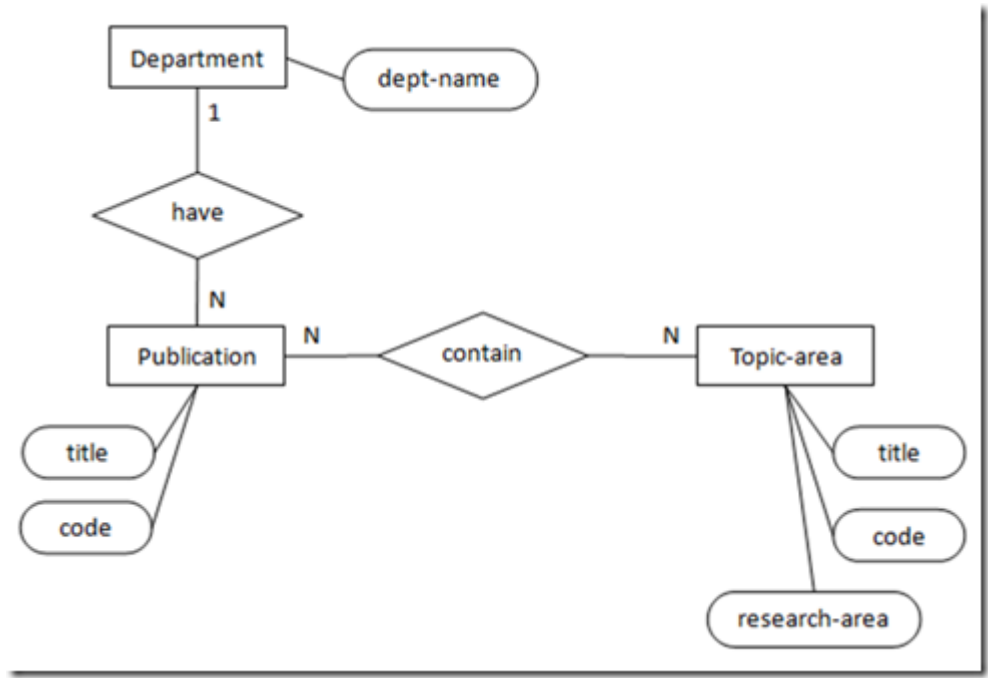 Department
dept-name
1
have
N
Publication
N
contain
N
Topic-area
title
code
title
code
research-area